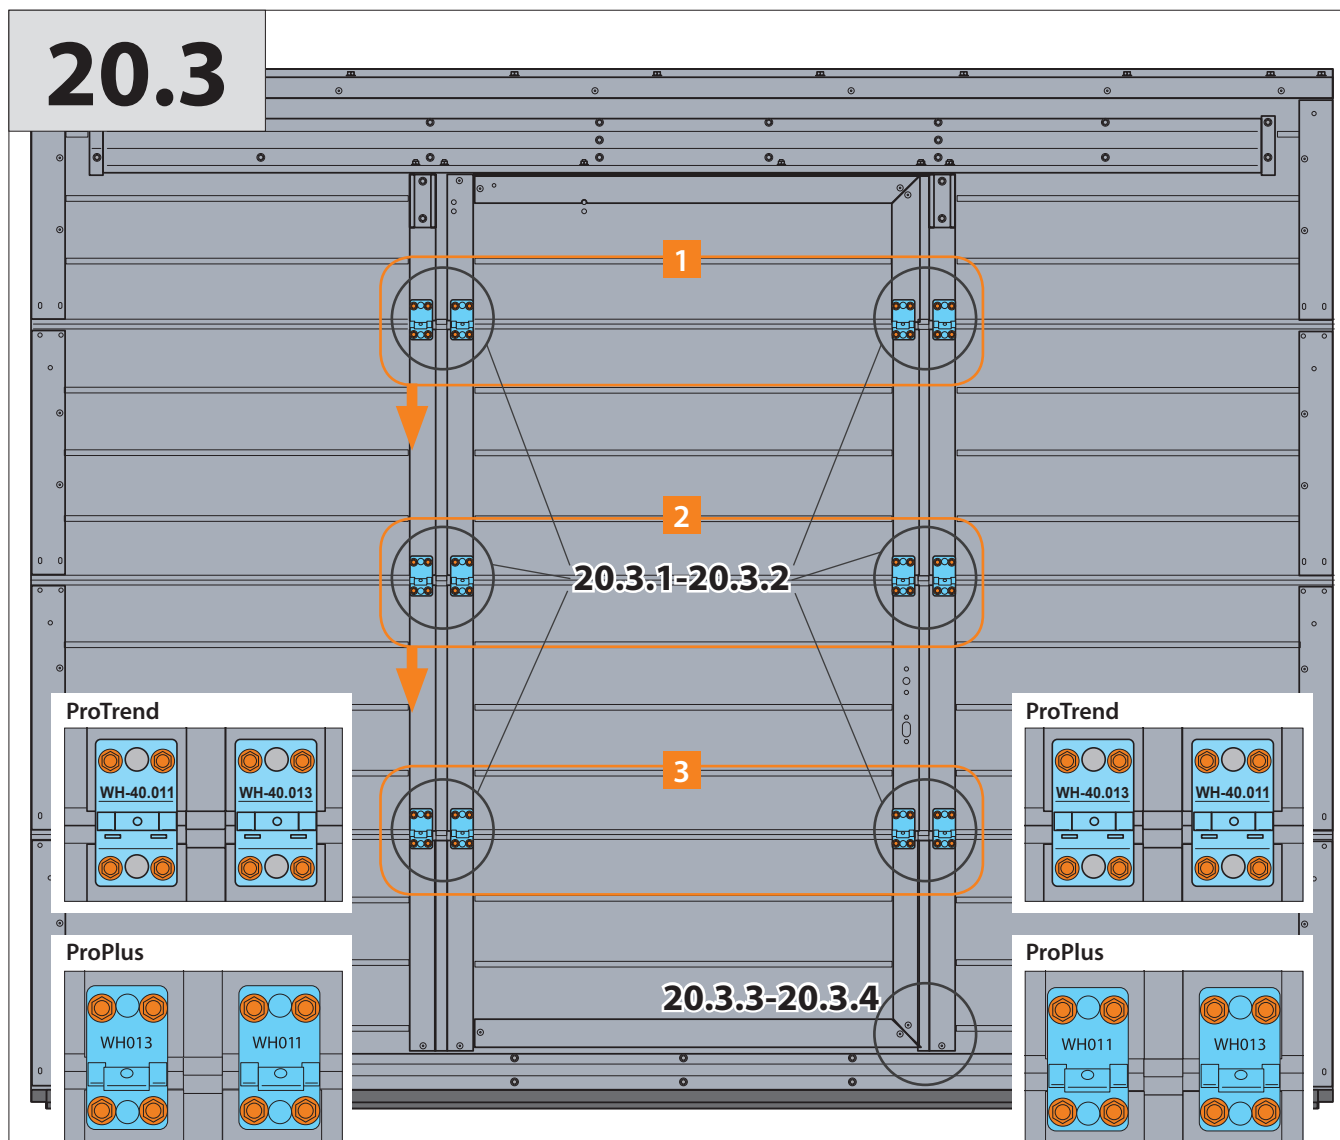 20.3
1
2
20.3.1-20.3.2
ProTrend
WH-40.011 WH-40.013
ProTrend
WH-40.013 WH-40.011
3
ProPlus
WH013 WH011
20.3.3-20.3.4
ProPlus
WH011 WH013